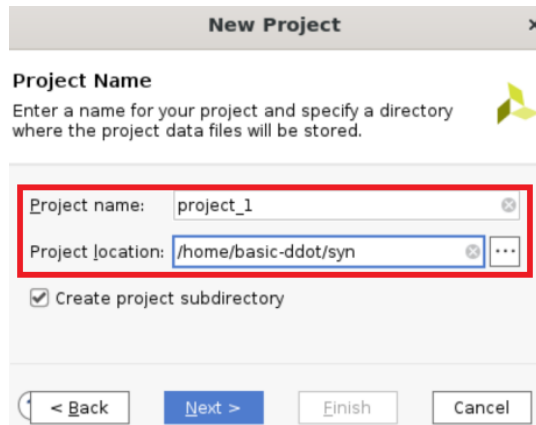 New Project
Project Name
Enter a name for your project and specify a directory
where the project data files will be stored.
Project name: project_1
Project location: /home/basic-ddot/syn ...
Create project subdirectory
< Back Next > Finish Cancel